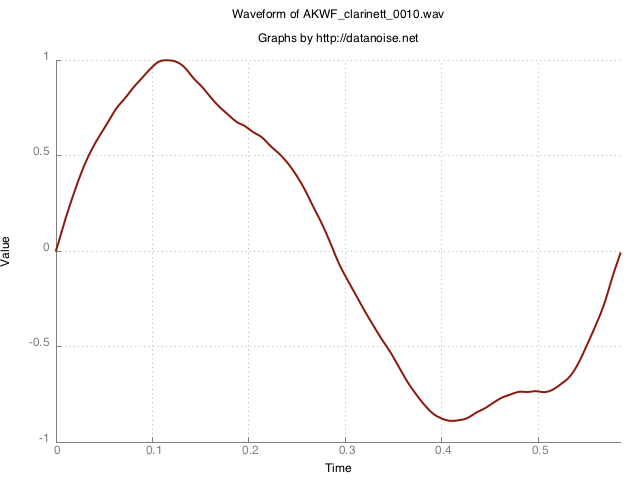 Waveform of AKWF_clarinett_0010.wav
Graphs by http://datanoise.net
1
0.5
0
-0.5
-1
Value
0 0.1 0.2 0.3 0.4 0.5
Time